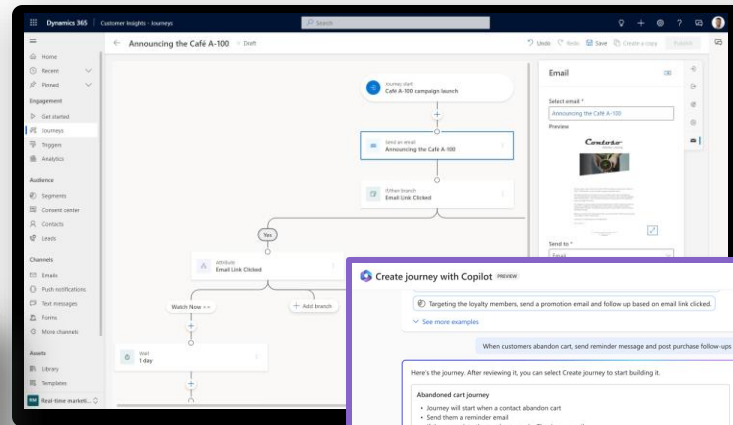 Dynamics 365
Customer Insights - Journeys
Search
Home
Recent
Pinned
Engagement
Get started
Journeys
Triggers
Analytics
Audience
Segments
Consent center
Contacts
Leads
Channels
Emails
Push notifications
Text messages
Forms
More channels
Assets
Library
Templates
Real-time marketi...
Announcing the Café A-100
Draft
Undo
Redo
Save
Create a copy
Publish
Journey start
Café A-100 campaign launch
Send an email
Announcing the Café A-100
If/then branch
Email Link Clicked
Yes
Attribute
Email Link Clicked
Watch Now
Add branch
Wait
1 day
Email
Select email *
Announcing the Café A-100
Preview
Contoso
Send to *
Email
Create journey with Copilot PREVIEW
Targeting the loyalty members, send a promotion email and follow up based on email link clicked.
See more examples
When customers abandon cart, send reminder message and post purchase follow-ups
Here's the journey. After reviewing it, you can select Create journey to start building it.
Abandoned cart journey
• Journey will start when a contact abandon cart
• Send them a reminder email